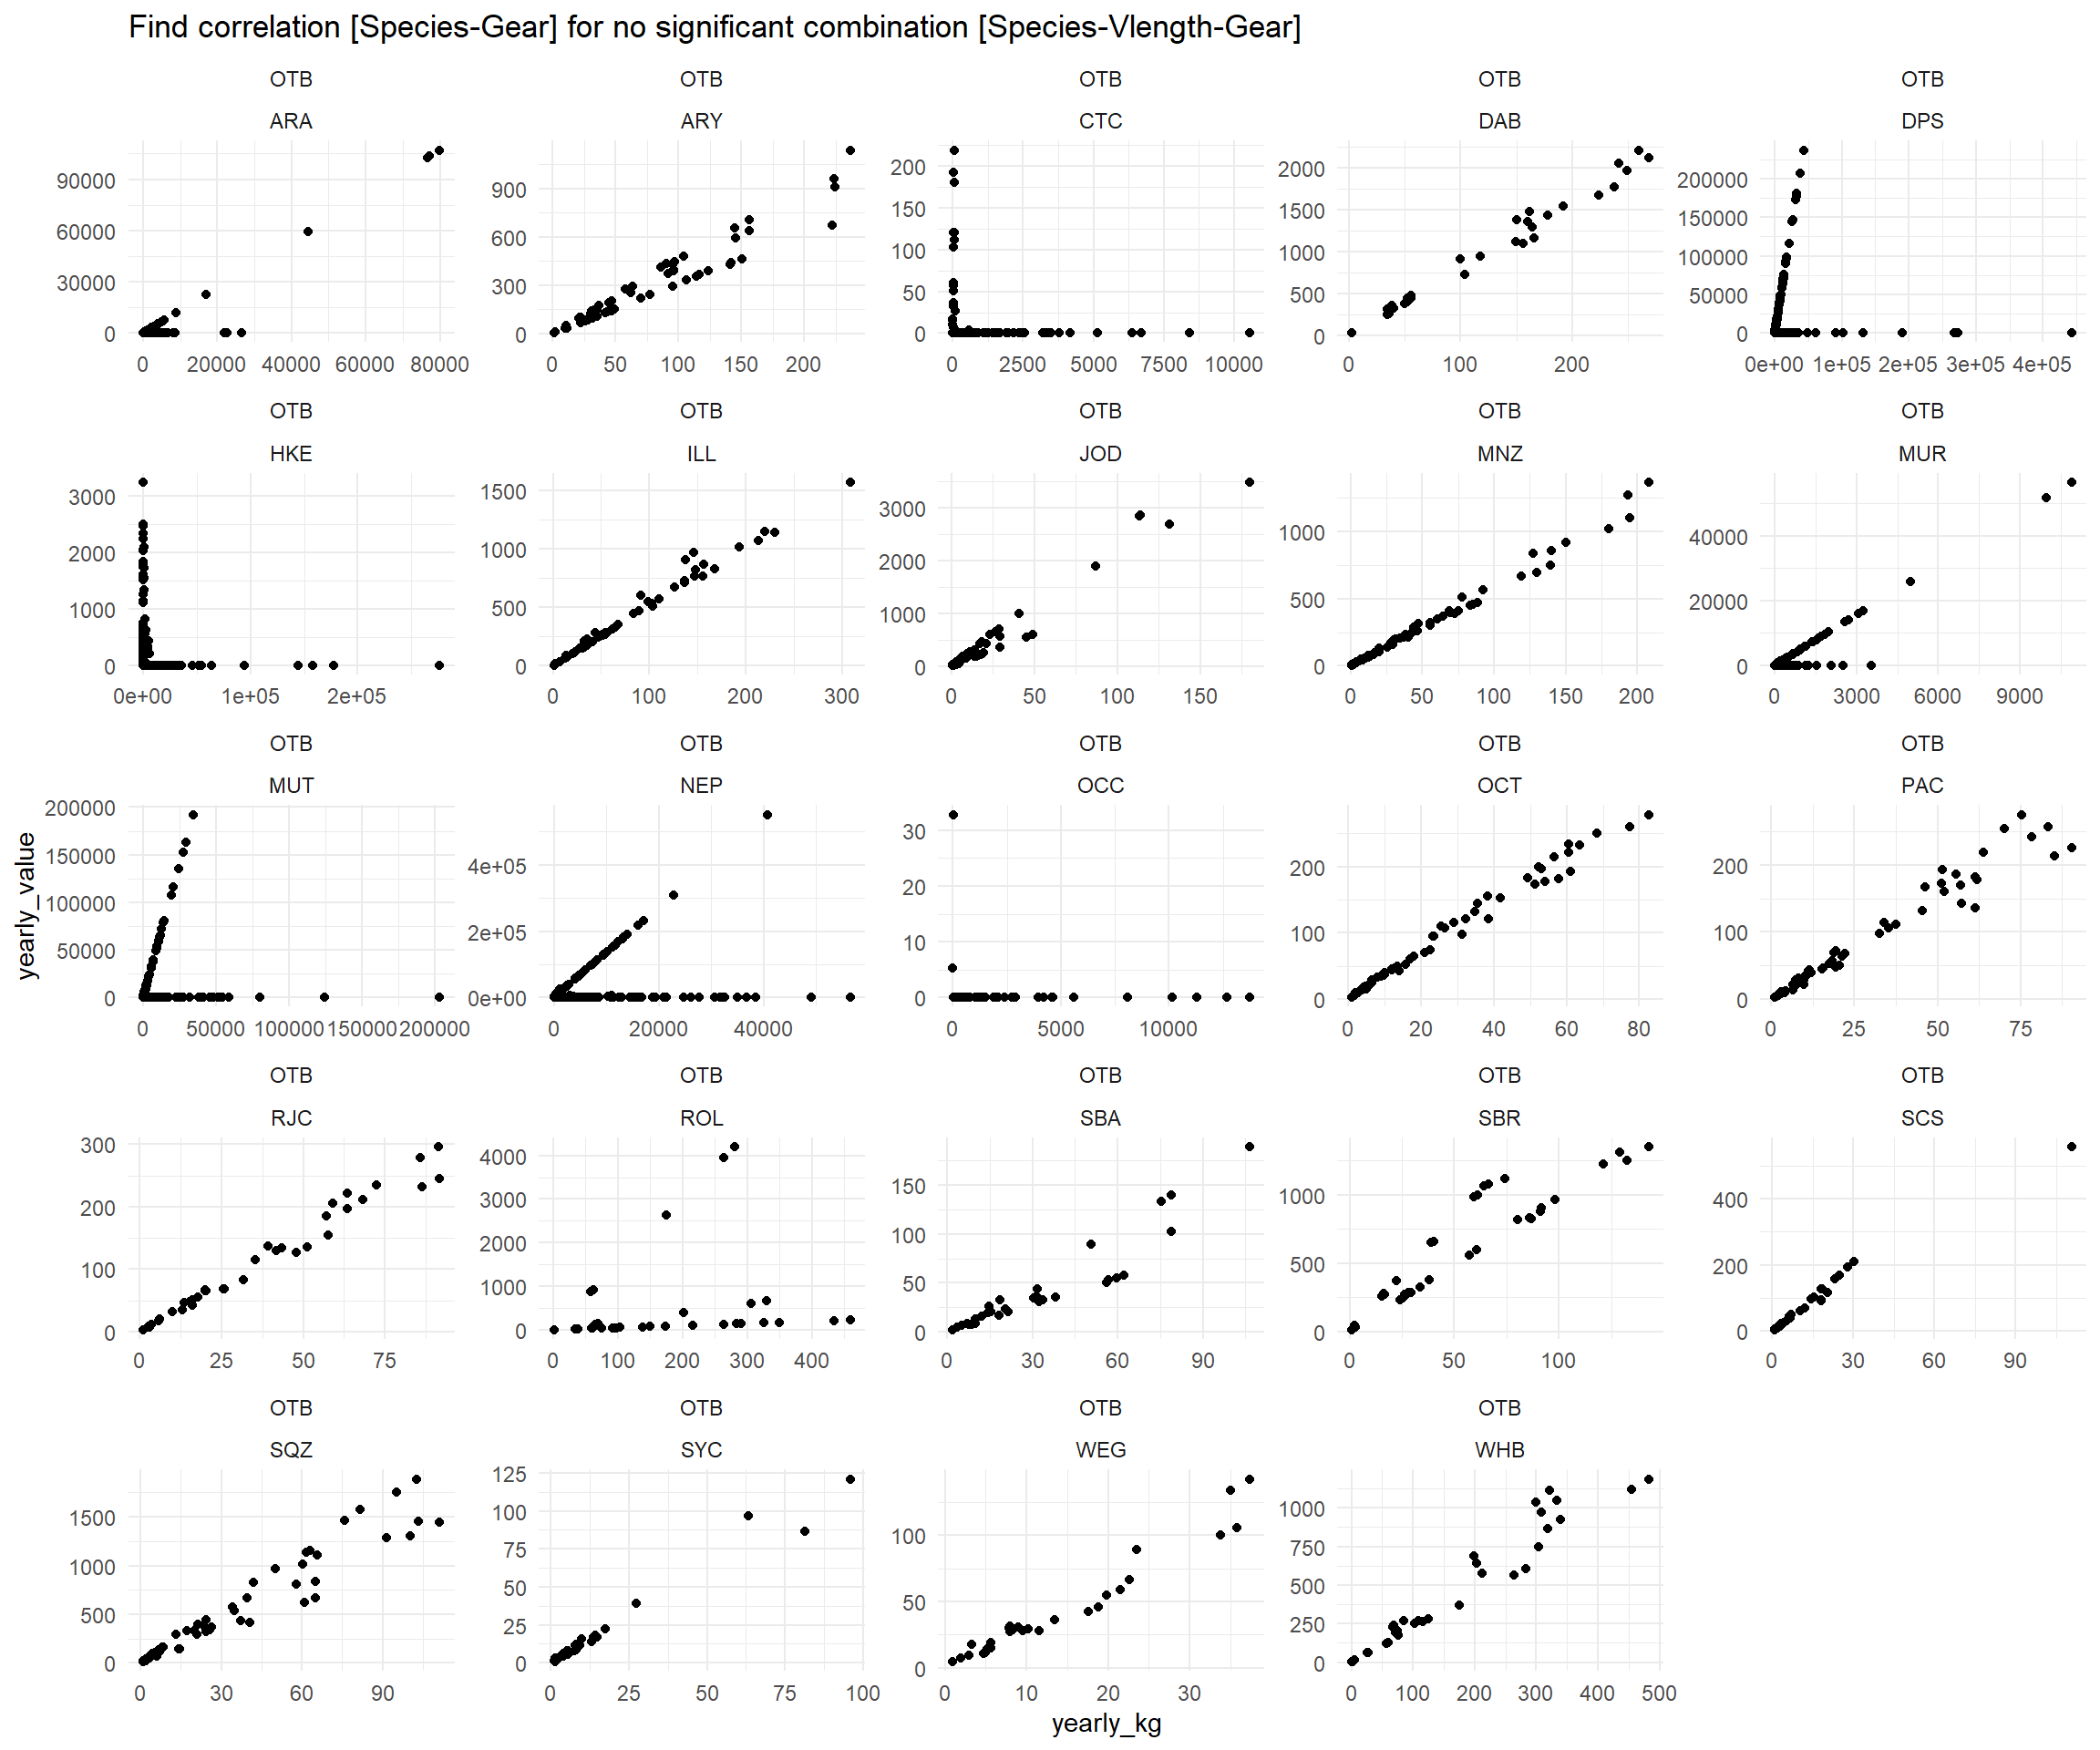 Find correlation [Species-Gear] for no significant combination [Species-Vlength-Gear]
OTB OTB OTB OTB OTB
ARA ARY CTC DAB DPS
90000
60000
30000
0
0 20000 40000 60000 80000
900
600
300
0
0 50 100 150 200
200
150
100
50
0
0 2500 5000 7500 10000
2000
1500
1000
500
0
0 100 200
200000
150000
100000
50000
0
0e+00 1e+05 2e+05 3e+05 4e+05
OTB OTB OTB OTB OTB
HKE ILL JOD MNZ MUR
3000
2000
1000
0
0e+00 1e+05 2e+05
1500
1000
500
0
0 100 200 300
3000
2000
1000
0
0 50 100 150
1000
500
0
0 50 100 150 200
40000
20000
0
0 3000 6000 9000
OTB OTB OTB OTB OTB
MUT NEP OCC OCT PAC
200000
150000
100000
50000
0
0 50000 100000 150000 200000
4e+05
2e+05
0e+00
0 20000 40000
30
20
10
0
0 5000 10000
200
100
0
0 20 40 60 80
200
100
0
0 25 50 75
yearly_value
OTB OTB OTB OTB OTB
RJC ROL SBA SBR SCS
300
200
100
0
0 25 50 75
4000
3000
2000
1000
0
0 100 200 300 400
150
100
50
0
0 30 60 90
1000
500
0
0 50 100
400
200
0
0 30 60 90
OTB OTB OTB OTB
SQZ SYC WEG WHB
1500
1000
500
0
0 30 60 90
125
100
75
50
25
0
0 25 50 75 100
100
50
0
0 10 20 30
1000
750
500
250
0
0 100 200 300 400 500
yearly_kg